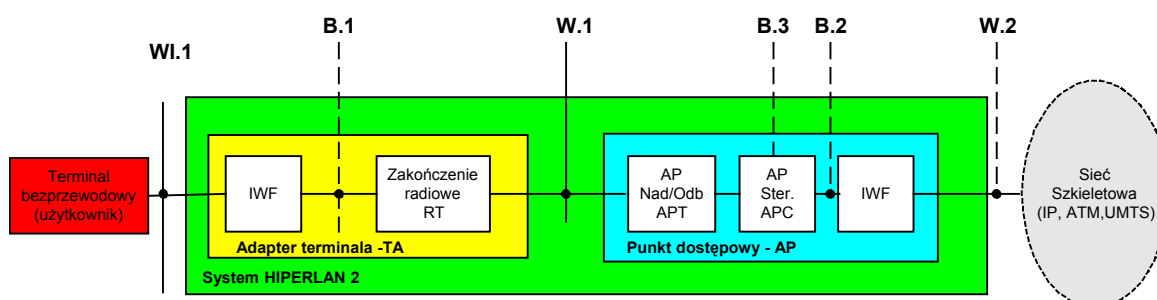 WI.1
B.1
W.1
B.3
B.2
W.2
Terminal
bezprzewodowy
(użytkownik)
IWF
Zakończenie
radiowe
RT
AP
Nad/Odb
APT
AP
Ster.
APC
IWF
Sieć
Szkieletowa
(IP, ATM,UMTS)
Adapter terminala -TA
Punkt dostępowy - AP
System HIPERLAN 2